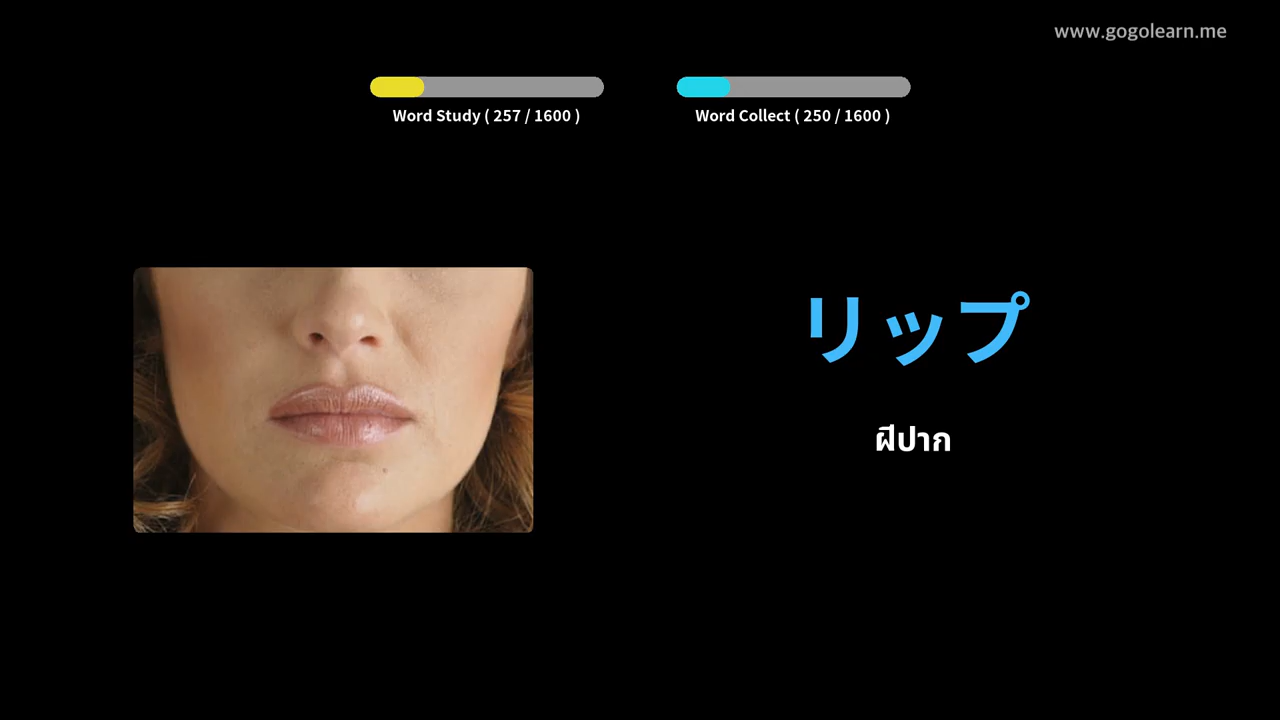 www.gogolearn.me
Word Study ( 257 / 1600 )
Word Collect ( 250 / 1600 )
リップ
ฝีปาก